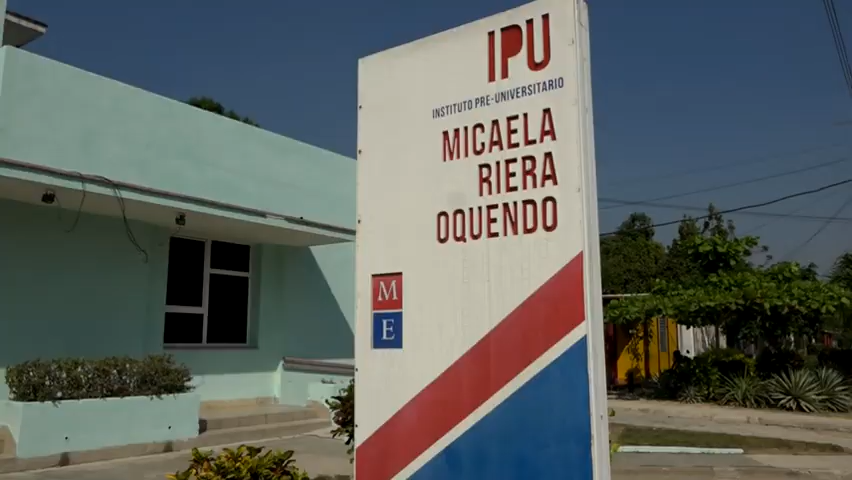 IPU
INSTITUTO PRE-UNIVERSITARIO
MICAELA
RIERA
OQUENDO
M
E